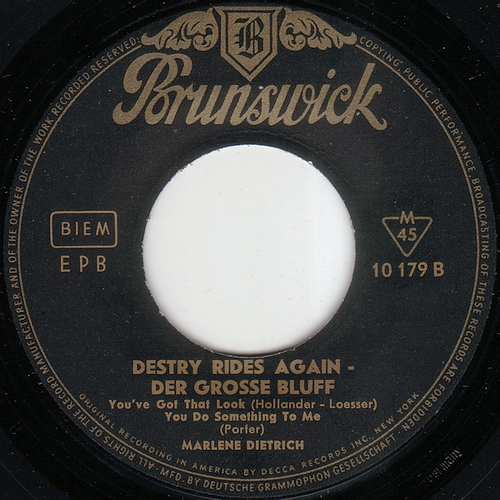 B
Brunswick
BIEM
EPB
M
45
10 179 B
DESTRY RIDES AGAIN -
DER GROSSE BLUFF
You've Got That Look (Hollander - Loesser)
You Do Something To Me
(Porter)
MARLENE DIETRICH
ORIGINAL RECORDING IN AMERICA BY DECCA RECORDS INC. NEW YORK
MFG. BY DEUTSCHE GRAMMOPHON GESELLSCHAFT - ALL RIGHTS OF THE RECORD MANUFACTURER AND OF THE OWNER OF THE WORK RECORDED RESERVED. COPYING, PUBLIC PERFORMANCE, BROADCASTING OF THESE RECORDS ARE FORBIDDEN